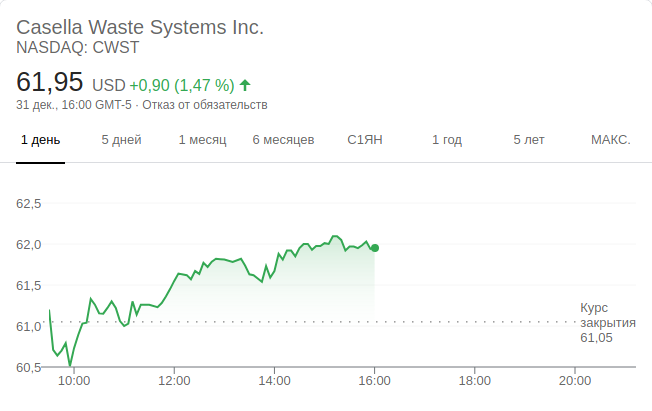 Casella Waste Systems Inc.
NASDAQ: CWST
61,95 USD +0,90 (1,47 %)
31 дек., 16:00 GMT-5 · Отказ от обязательств
1 день 5 дней 1 месяц 6 месяцев С1ЯН 1 год 5 лет МАКС.
62,5
62,0
61,5
61,0
60,5
Курс
закрытия
61,05
10:00 12:00 14:00 16:00 18:00 20:00